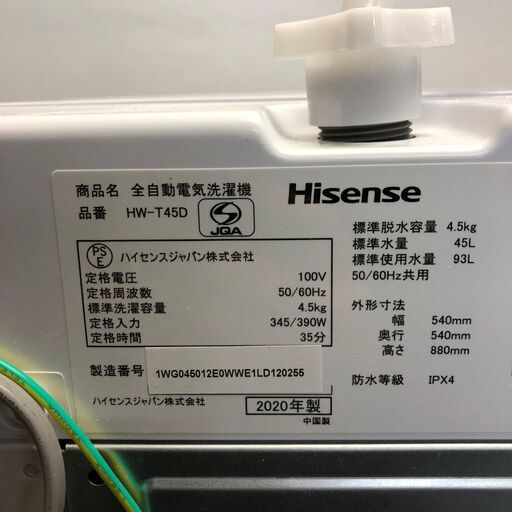 商品名 全自動電気洗濯機
品番 HW-T45D
JQA
Hisense
PS
E
ハイセンスジャパン株式会社
定格電圧 100V
定格周波数 50/60Hz
標準洗濯容量 4.5kg
定格入力 345/390W
定格時間 35分
標準脱水容量 4.5kg
標準水量 45L
標準使用水量 93L
50/60Hz共用
外形寸法
幅 540mm
奥行 540mm
高さ 880mm
防水等級 IPX4
製造番号 1WG045012E0WWE1LD120255
ハイセンスジャパン株式会社
2020年製
中国製